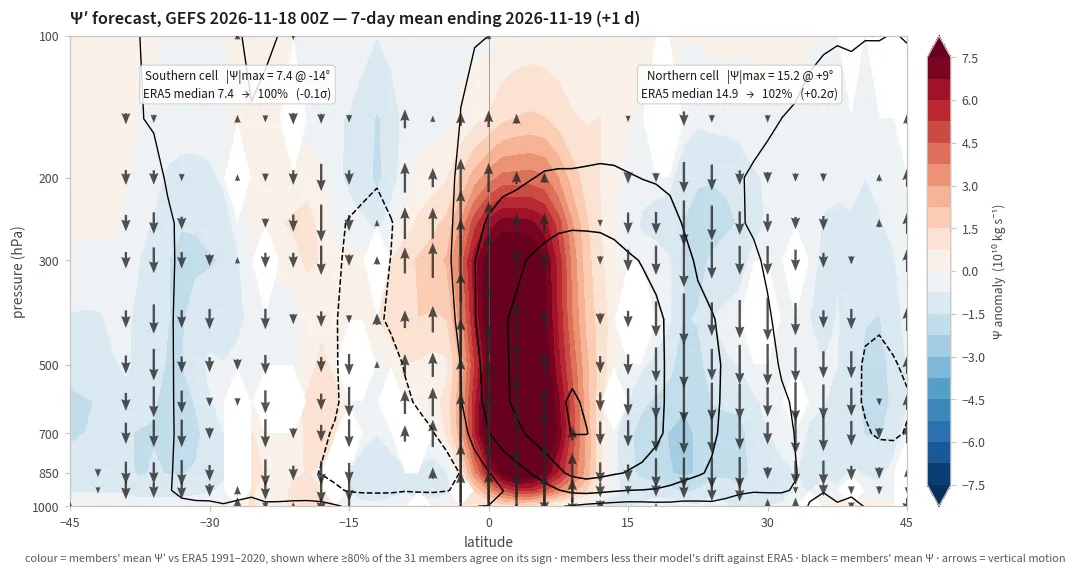 Ψ′ forecast, GEFS 2026-11-18 00Z — 7-day mean ending 2026-11-19 (+1 d)
Southern cell |Ψ|max = 7.4 @ -14°
ERA5 median 7.4 → 100% (-0.1σ)
Northern cell |Ψ|max = 15.2 @ +9°
ERA5 median 14.9 → 102% (+0.2σ)
100
200
300
400
500
700
850
1000
pressure (hPa)
−45
−30
−15
0
15
30
45
latitude
7.5
6.0
4.5
3.0
1.5
0.0
−1.5
−3.0
−4.5
−6.0
−7.5
Ψ anomaly (10¹⁰ kg s⁻¹)
colour = members' mean Ψ′ vs ERA5 1991–2020, shown where ≥80% of the 31 members agree on its sign · members less their model's drift against ERA5 · black = members' mean Ψ · arrows = vertical motion